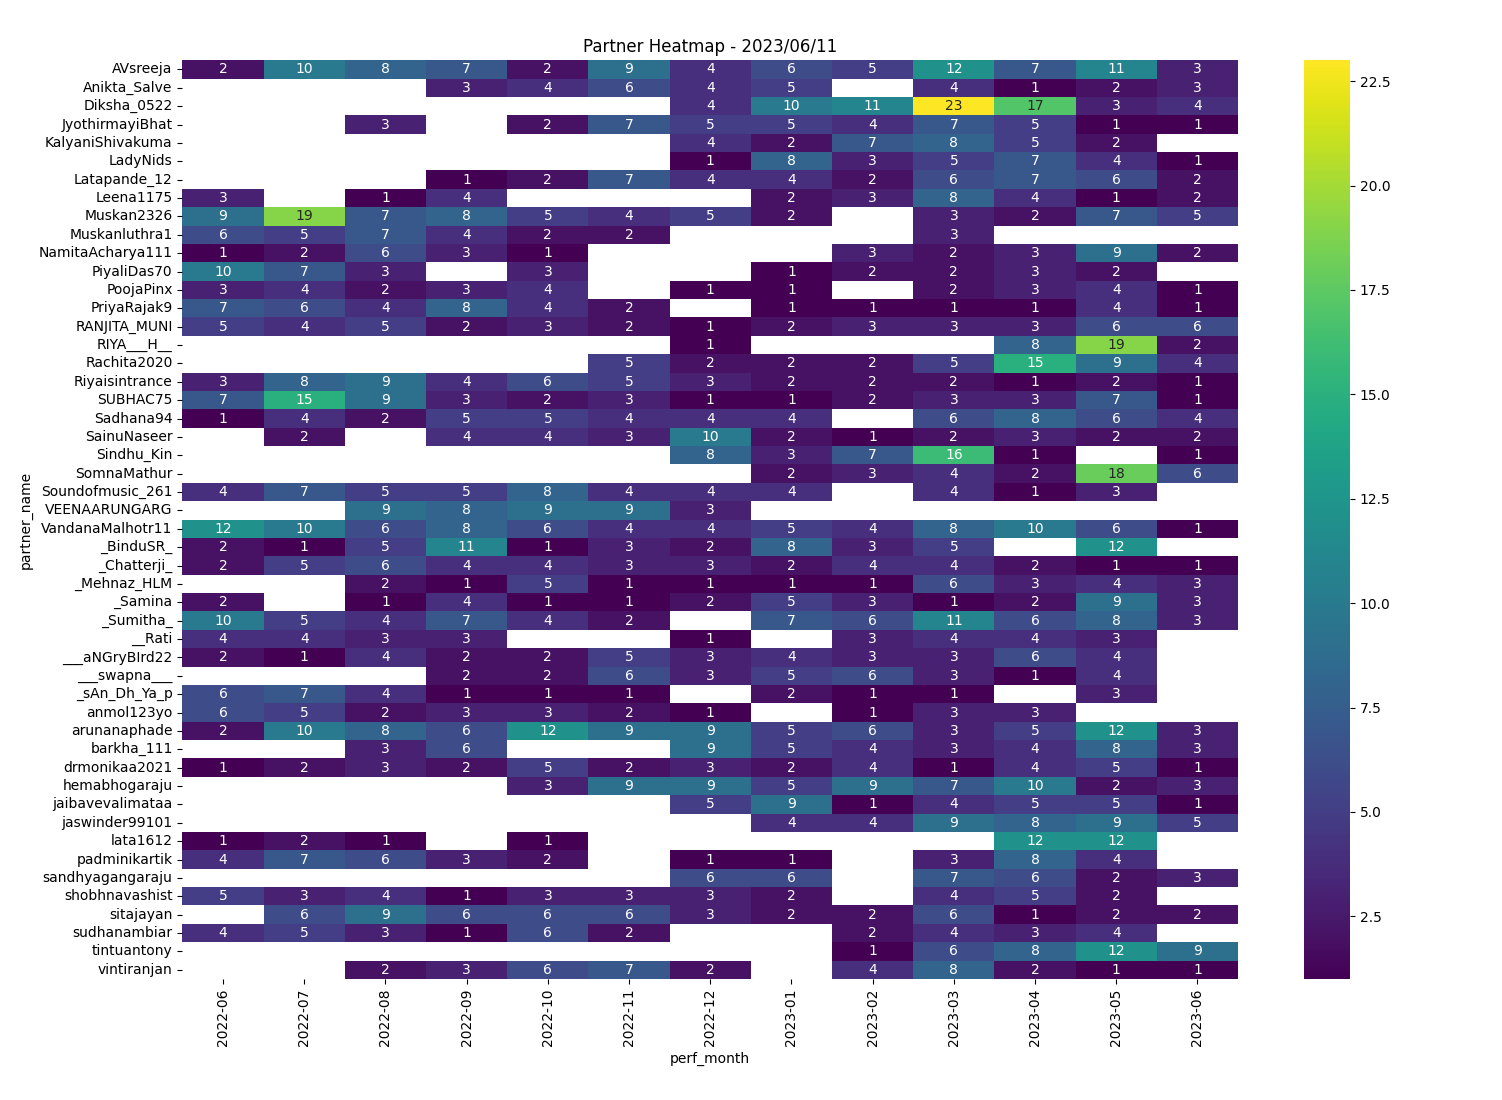 Partner Heatmap - 2023/06/11
AVsreeja 2 10 8 7 2 9 4 6 5 12 7 11 3
Anikta_Salve 3 4 6 4 5 4 1 2 3
Diksha_0522 4 10 11 23 17 3 4
JyothirmayiBhat 3 2 7 5 5 4 7 5 1 1
KalyaniShivakuma 4 2 7 8 5 2
LadyNids 1 8 3 5 7 4 1
Latapande_12 1 2 7 4 4 2 6 7 6 2
Leena1175 3 1 4 2 3 8 4 1 2
Muskan2326 9 19 7 8 5 4 5 2 3 2 7 5
Muskanluthra1 6 5 7 4 2 2 3
NamitaAcharya111 1 2 6 3 1 3 2 3 9 2
PiyaliDas70 10 7 3 3 1 2 2 3 2
PoojaPinx 3 4 2 3 4 1 1 2 3 4 1
PriyaRajak9 7 6 4 8 4 2 1 1 1 1 4 1
RANJITA_MUNI 5 4 5 2 3 2 1 2 3 3 3 6 6
RIYA___H__ 1 8 19 2
Rachita2020 5 2 2 2 5 15 9 4
Riyaisintrance 3 8 9 4 6 5 3 2 2 2 1 2 1
SUBHAC75 7 15 9 3 2 3 1 1 2 3 3 7 1
Sadhana94 1 4 2 5 5 4 4 4 6 8 6 4
SainuNaseer 2 4 4 3 10 2 1 2 3 2 2
Sindhu_Kin 8 3 7 16 1 1
SomnaMathur 2 3 4 2 18 6
Soundofmusic_261 4 7 5 5 8 4 4 4 4 1 3
VEENAARUNGARG 9 8 9 9 3
VandanaMalhotr11 12 10 6 8 6 4 4 5 4 8 10 6 1
_BinduSR_ 2 1 5 11 1 3 2 8 3 5 12
_Chatterji_ 2 5 6 4 4 3 3 2 4 4 2 1 1
_Mehnaz_HLM 2 1 5 1 1 1 1 6 3 4 3
_Samina 2 1 4 1 1 2 5 3 1 2 9 3
_Sumitha_ 10 5 4 7 4 2 7 6 11 6 8 3
__Rati 4 4 3 3 1 3 4 4 3
___aNGryBIrd22 2 1 4 2 2 5 3 4 3 3 6 4
___swapna___ 2 2 6 3 5 6 3 1 4
_sAn_Dh_Ya_p 6 7 4 1 1 1 2 1 1 3
anmol123yo 6 5 2 3 3 2 1 1 3 3
arunanaphade 2 10 8 6 12 9 9 5 6 3 5 12 3
barkha_111 3 6 9 5 4 3 4 8 3
drmonikaa2021 1 2 3 2 5 2 3 2 4 1 4 5 1
hemabhogaraju 3 9 9 5 9 7 10 2 3
jaibavevalimataa 5 9 1 4 5 5 1
jaswinder99101 4 4 9 8 9 5
lata1612 1 2 1 1 12 12
padminikartik 4 7 6 3 2 1 1 3 8 4
sandhyagangaraju 6 6 7 6 2 3
shobhnavashist 5 3 4 1 3 3 3 2 4 5 2
sitajayan 6 9 6 6 6 3 2 2 6 1 2 2
sudhanambiar 4 5 3 1 6 2 2 4 3 4
tintuantony 1 6 8 12 9
vintiranjan 2 3 6 7 2 4 8 2 1 1
partner_name
2022-06 2022-07 2022-08 2022-09 2022-10 2022-11 2022-12 2023-01 2023-02 2023-03 2023-04 2023-05 2023-06
perf_month
22.5
20.0
17.5
15.0
12.5
10.0
7.5
5.0
2.5